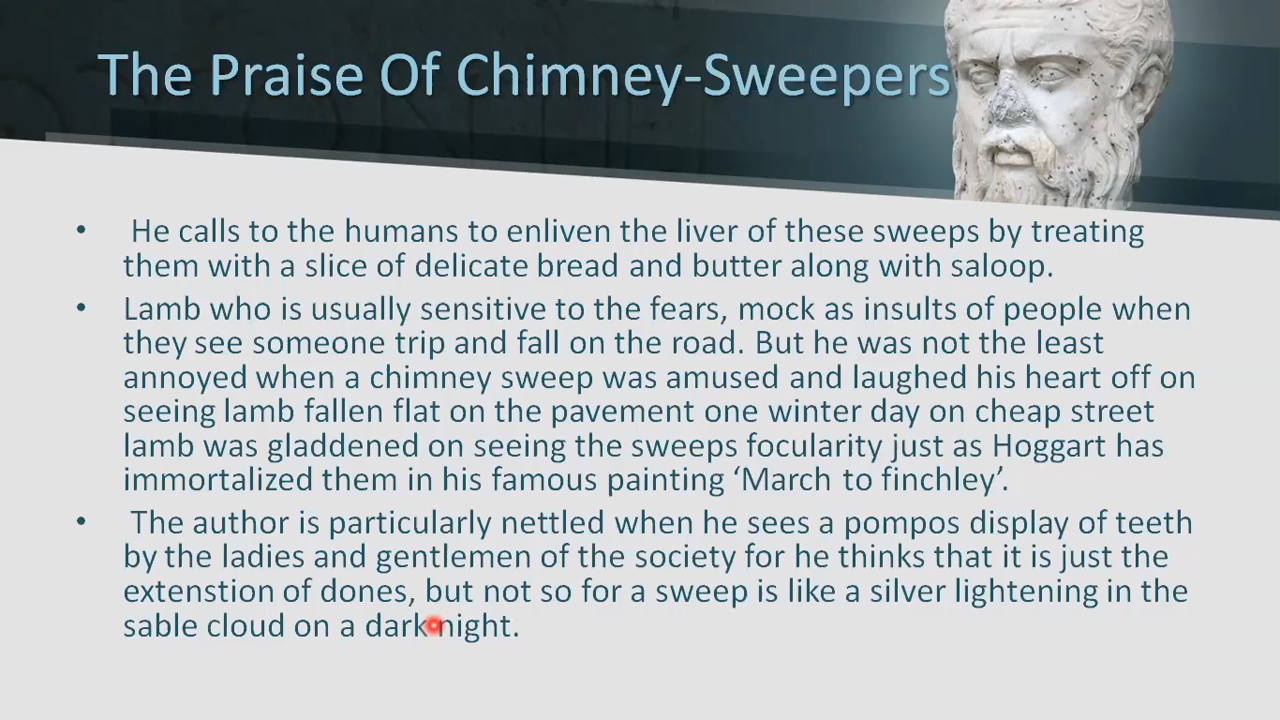 The Praise Of Chimney-Sweepers
• He calls to the humans to enliven the liver of these sweeps by treating
them with a slice of delicate bread and butter along with saloop.
• Lamb who is usually sensitive to the fears, mock as insults of people when
they see someone trip and fall on the road. But he was not the least
annoyed when a chimney sweep was amused and laughed his heart off on
seeing lamb fallen flat on the pavement one winter day on cheap street
lamb was gladdened on seeing the sweeps focularity just as Hoggart has
immortalized them in his famous painting ‘March to finchley’.
• The author is particularly nettled when he sees a pompos display of teeth
by the ladies and gentlemen of the society for he thinks that it is just the
extenstion of dones, but not so for a sweep is like a silver lightening in the
sable cloud on a dark night.